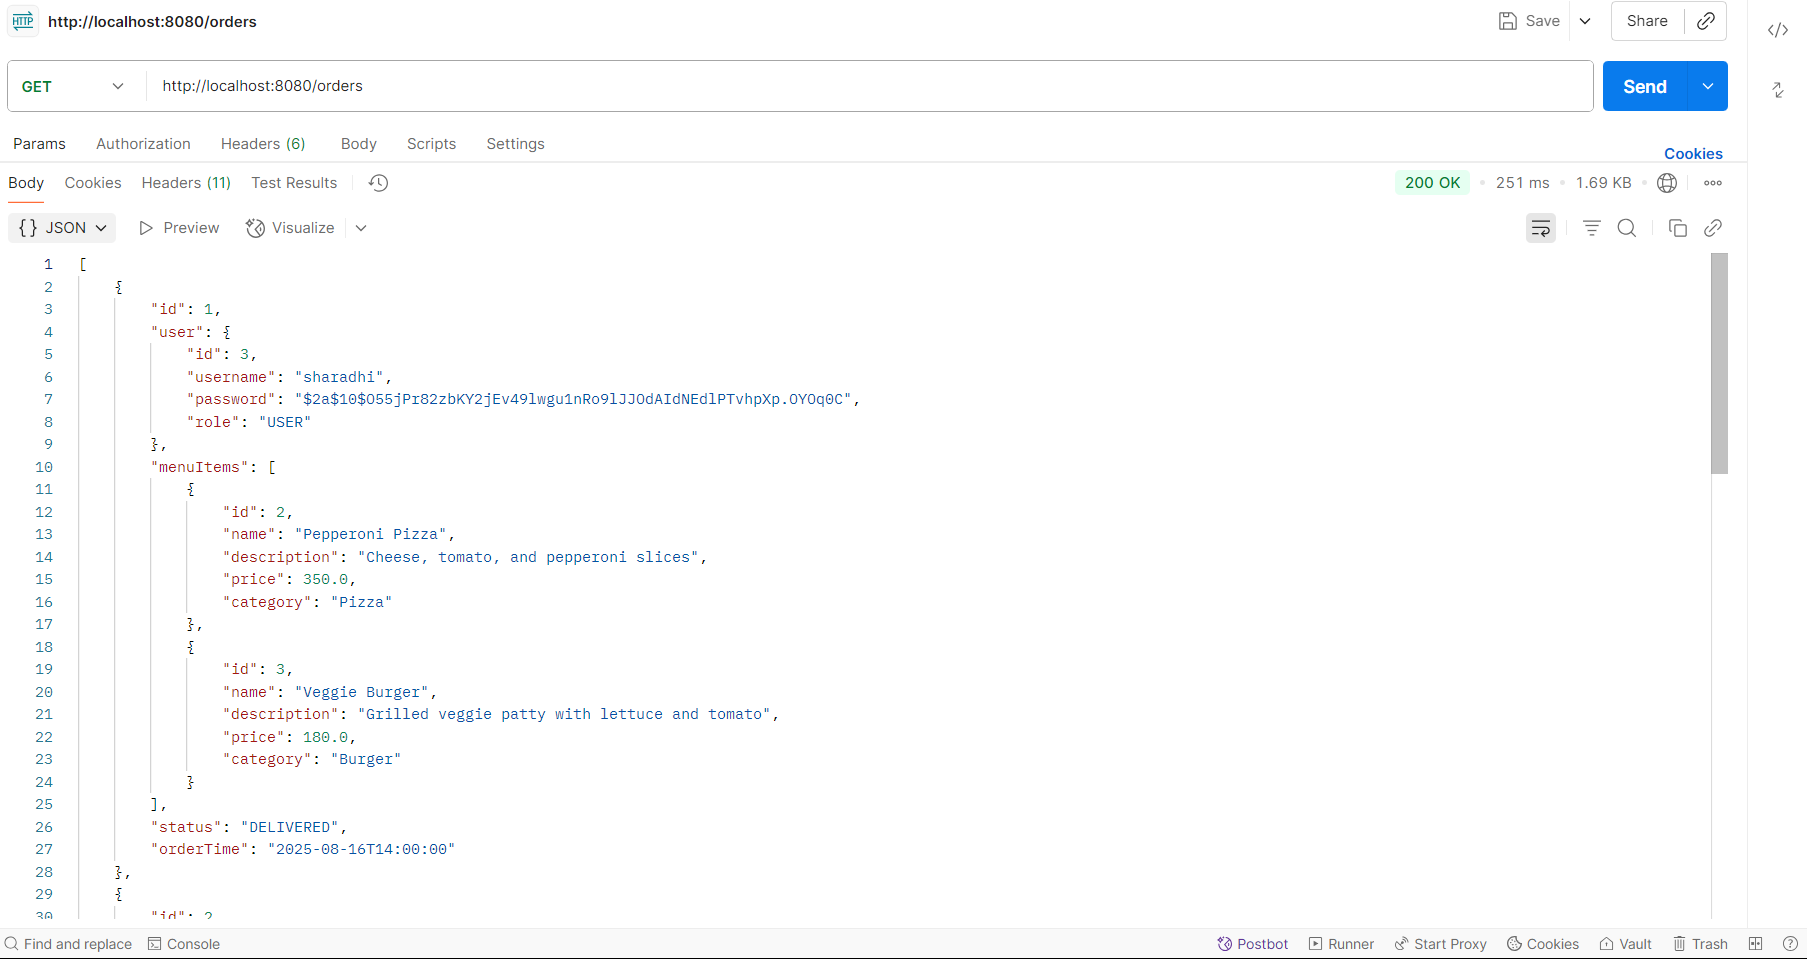 HTTP http://localhost:8080/orders Save Share
GET http://localhost:8080/orders Send
Params Authorization Headers (6) Body Scripts Settings
Cookies
Body Cookies Headers (11) Test Results 200 OK 251 ms 1.69 KB
{} JSON Preview Visualize
1 [
2 {
3 "id": 1,
4 "user": {
5 "id": 3,
6 "username": "sharadhi",
7 "password": "$2a$10$O55jPr82zbKY2jEv49lwgu1nRo9lJJOdAIdNEdlPTvhpXp.OYOq0C",
8 "role": "USER"
9 },
10 "menuItems": [
11 {
12 "id": 2,
13 "name": "Pepperoni Pizza",
14 "description": "Cheese, tomato, and pepperoni slices",
15 "price": 350.0,
16 "category": "Pizza"
17 },
18 {
19 "id": 3,
20 "name": "Veggie Burger",
21 "description": "Grilled veggie patty with lettuce and tomato",
22 "price": 180.0,
23 "category": "Burger"
24 }
25 ],
26 "status": "DELIVERED",
27 "orderTime": "2025-08-16T14:00:00"
28 },
29 {
30 "id": 2
Find and replace Console Postbot Runner Start Proxy Cookies Vault Trash